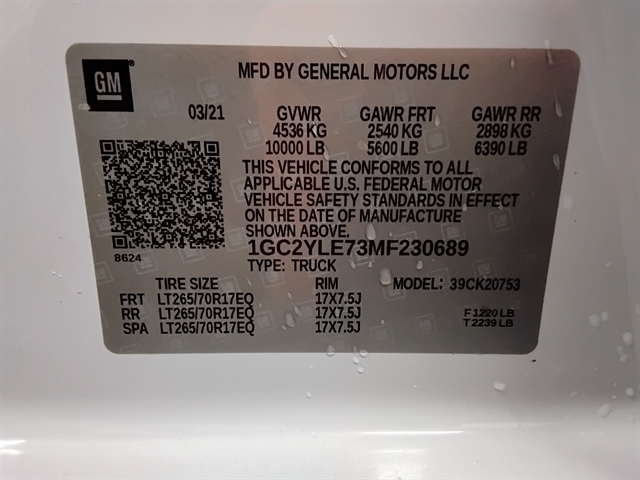 GM
MFD BY GENERAL MOTORS LLC
03/21 GVWR GAWR FRT GAWR RR
4536 KG 2540 KG 2898 KG
10000 LB 5600 LB 6390 LB
THIS VEHICLE CONFORMS TO ALL
APPLICABLE U.S. FEDERAL MOTOR
VEHICLE SAFETY STANDARDS IN EFFECT
ON THE DATE OF MANUFACTURE
SHOWN ABOVE.
8624
1GC2YLE73MF230689
TYPE: TRUCK
TIRE SIZE RIM MODEL: 39CK20753
FRT LT265/70R17EQ 17X7.5J
RR LT265/70R17EQ 17X7.5J F 1220 LB
SPA LT265/70R17EQ 17X7.5J T 2239 LB